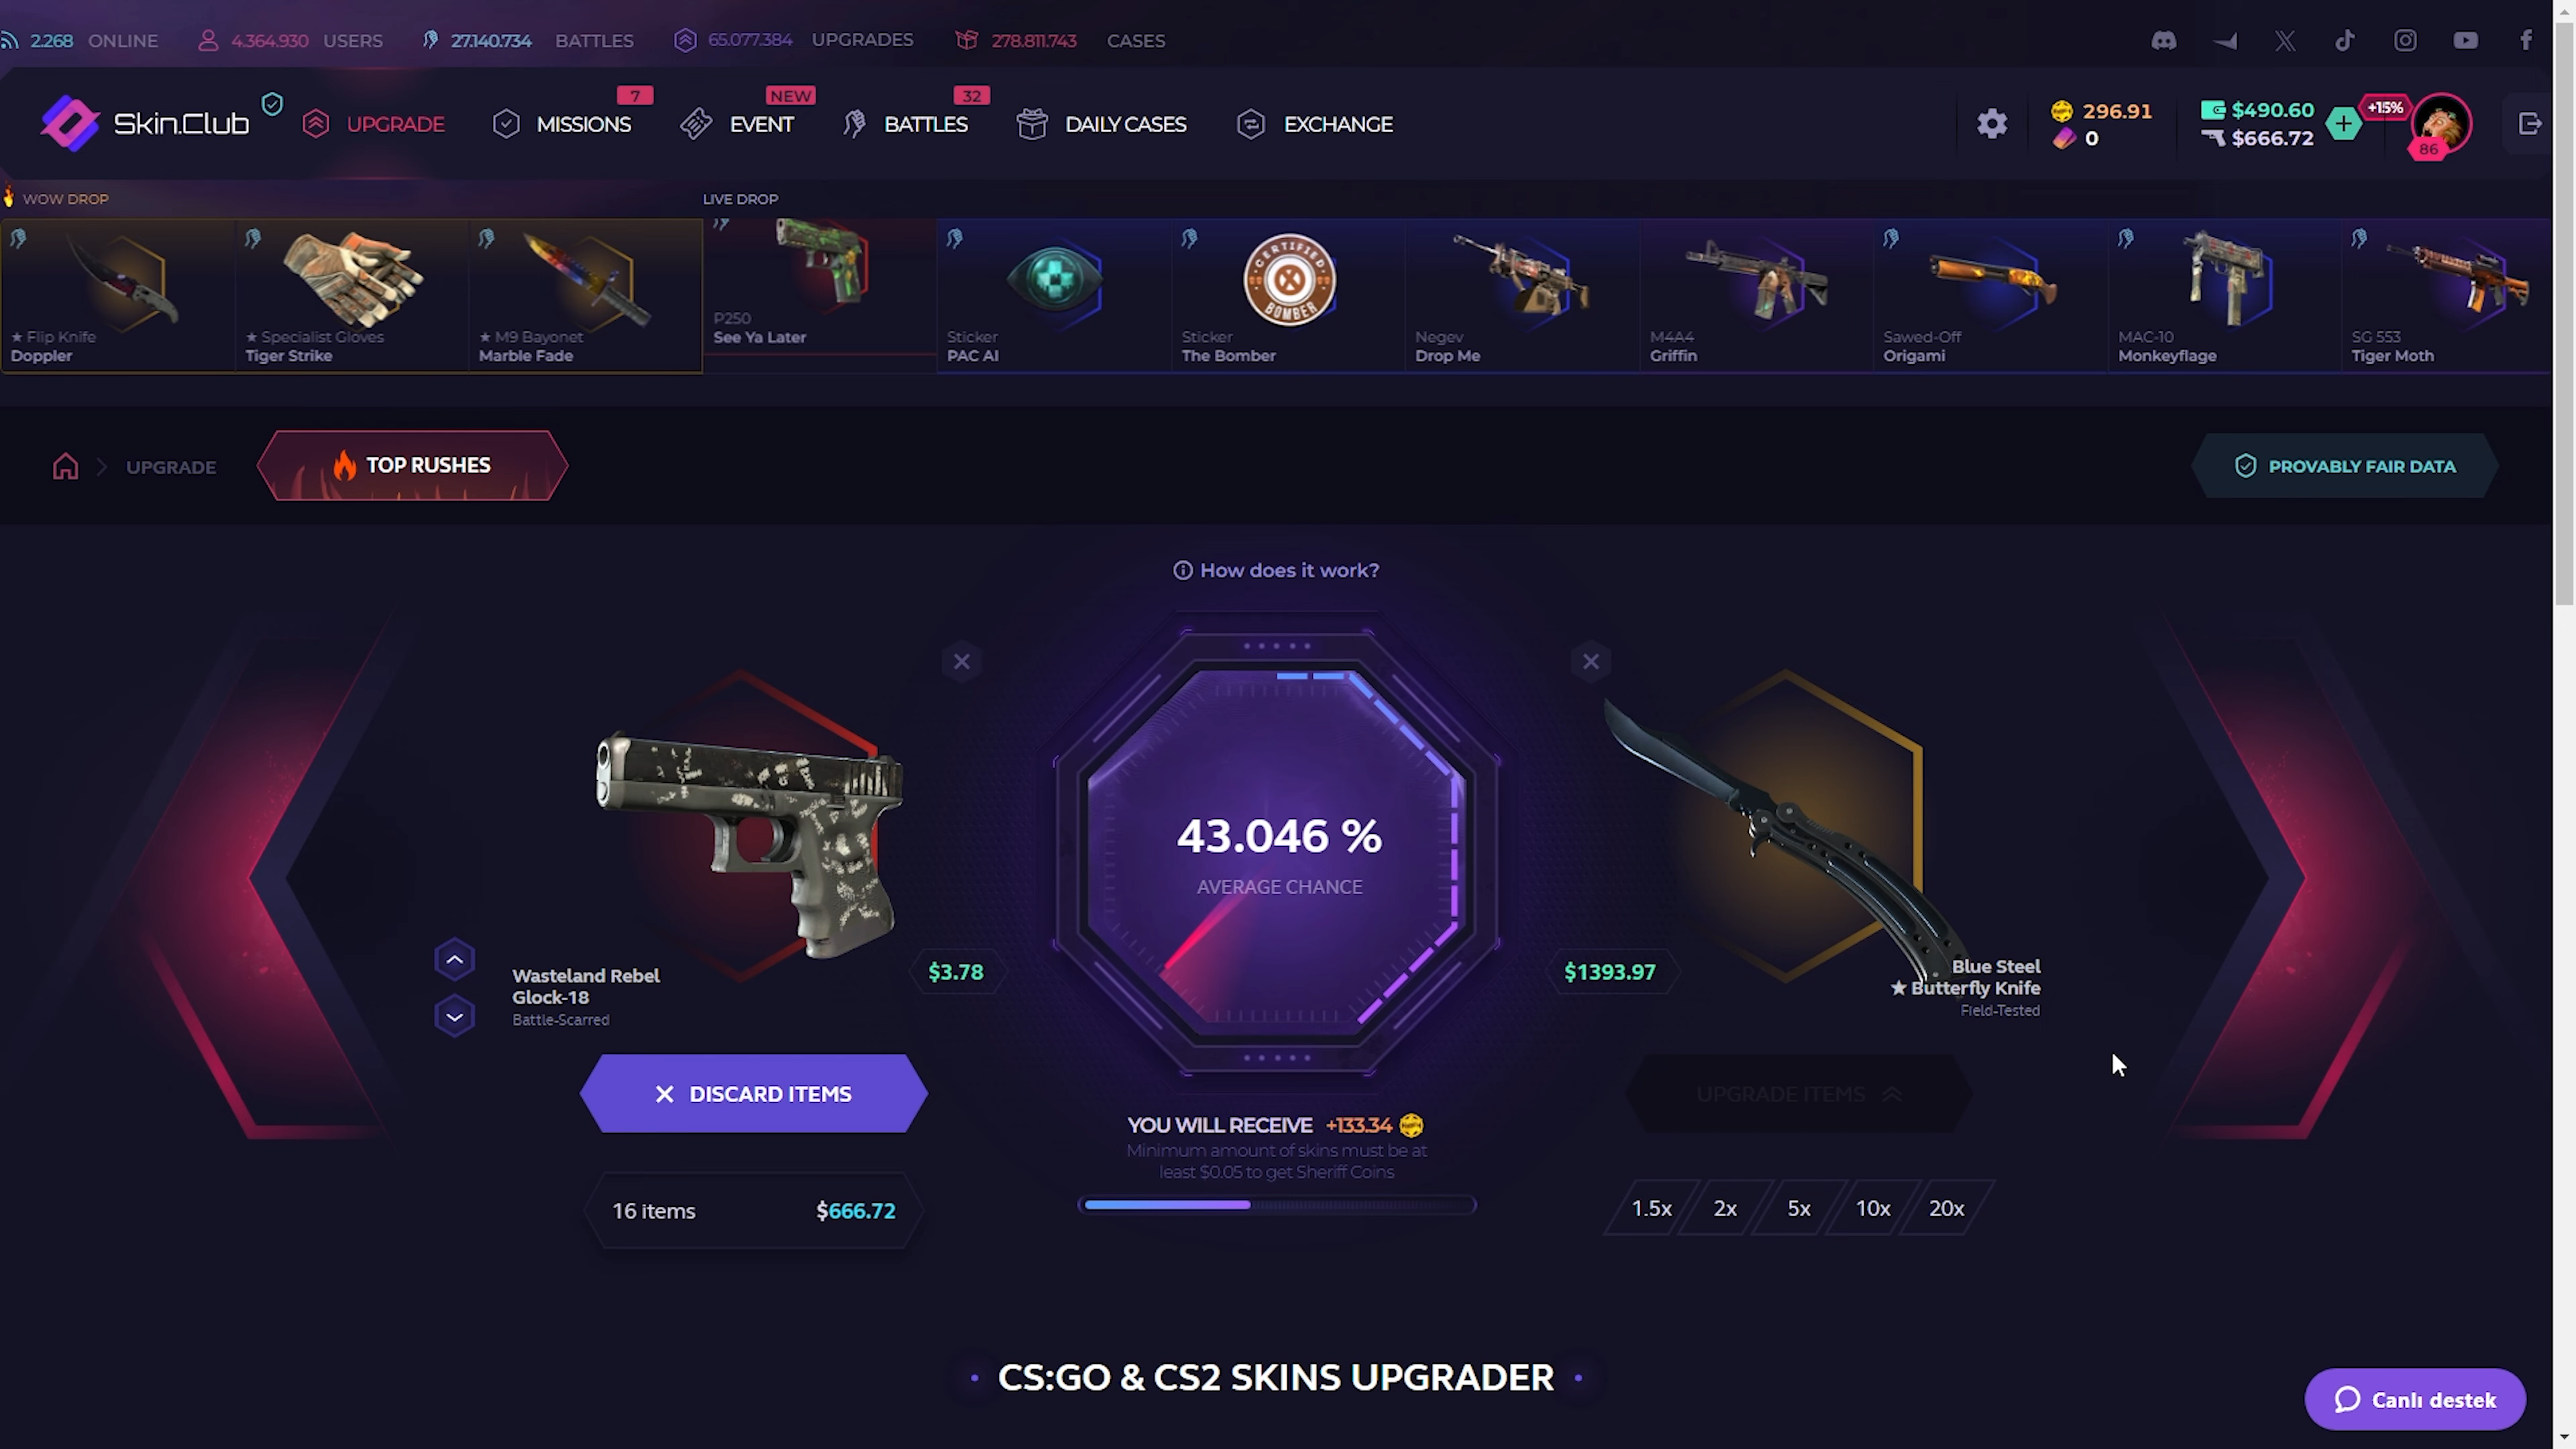 2.268 ONLINE 4.364.930 USERS 27.140.734 BATTLES 65.077.384 UPGRADES 278.811.743 CASES
Skin.Club UPGRADE 7 MISSIONS NEW EVENT 32 BATTLES DAILY CASES EXCHANGE
296.91
0
$490.60
$666.72
+15%
86
WOW DROP
LIVE DROP
★ Flip Knife
Doppler
★ Specialist Gloves
Tiger Strike
★ M9 Bayonet
Marble Fade
P250
See Ya Later
Sticker
PAC AI
CERTIFIED
BOMBER
Sticker
The Bomber
Negev
Drop Me
M4A4
Griffin
Sawed-Off
Origami
MAC-10
Monkeyflage
SG 553
Tiger Moth
UPGRADE
TOP RUSHES
PROVABLY FAIR DATA
How does it work?
43.046 %
AVERAGE CHANCE
Wasteland Rebel
Glock-18
Battle-Scarred
$3.78
$1393.97
Blue Steel
★ Butterfly Knife
Field-Tested
DISCARD ITEMS
UPGRADE ITEMS
YOU WILL RECEIVE +133.34
Minimum amount of skins must be at
least $0.05 to get Sheriff Coins
16 items $666.72
1.5x 2x 5x 10x 20x
CS:GO & CS2 SKINS UPGRADER
Canlı destek